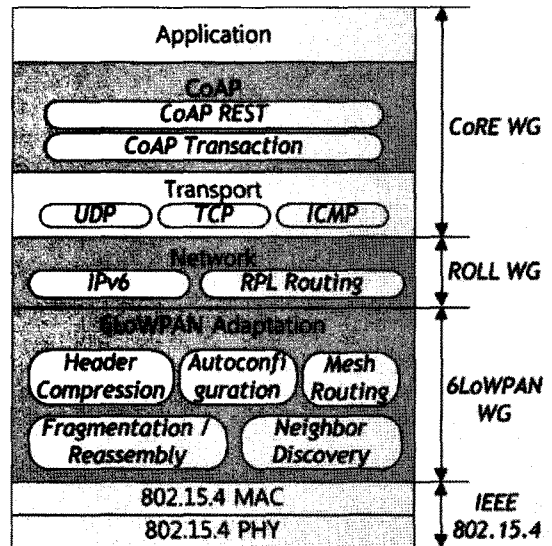 Application
CoAP
CoAP REST
CoAP Transaction
CoRE WG
Transport
UDP
TCP
ICMP
Network
IPv6
RPL Routing
ROLL WG
6LoWPAN Adaptation
Header
Compression
Autoconfi
guration
Mesh
Routing
Fragmentation /
Reassembly
Neighbor
Discovery
6LoWPAN
WG
802.15.4 MAC
802.15.4 PHY
IEEE
802.15.4